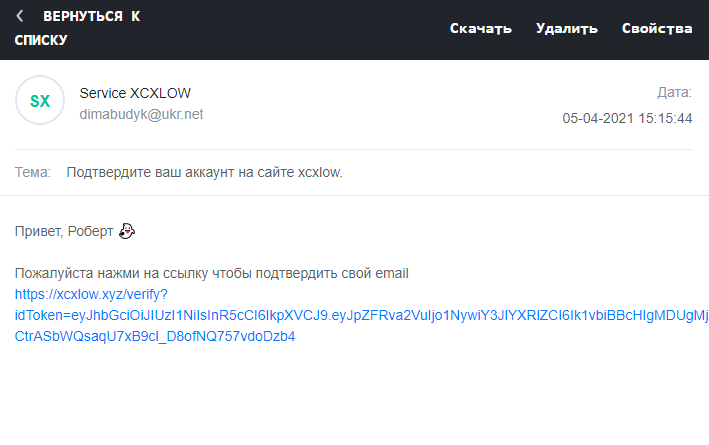 ВЕРНУТЬСЯ К
СПИСКУ
Скачать Удалить Свойства
SX
Service XCXLOW
dimabudyk@ukr.net
Дата:
05-04-2021 15:15:44
Тема: Подтвердите ваш аккаунт на сайте xcxlow.
Привет, Роберт
Пожалуйста нажми на ссылку чтобы подтвердить свой email
https://xcxlow.xyz/verify?
idToken=eyJhbGciOiJIUzI1NiIsInR5cCI6IkpXVCJ9.eyJpZFRva2VuIjo1NywiY3JlYXRlZCI6Ik1vbiBBcHIgMDUgMj
CtrASbWQsaqU7xB9cl_D8ofNQ757vdoDzb4